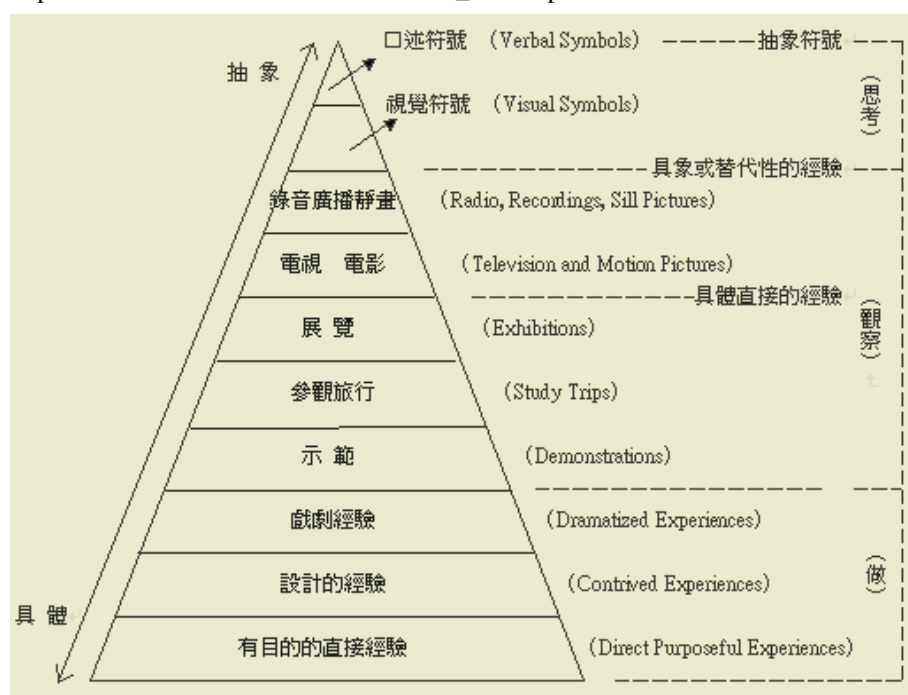 口述符號 (Verbal Symbols) 抽象符號
抽 象
視覺符號 (Visual Symbols)
(思考)
具象或替代性的經驗
錄音廣播靜畫 (Radio, Recordings, Sill Pictures)
電視 電影 (Television and Motion Pictures)
具體直接的經驗
展 覽 (Exhibitions)
(觀察)
參觀旅行 (Study Trips)
示 範 (Demonstrations)
戲劇經驗 (Dramatized Experiences)
(做)
設計的經驗 (Contrived Experiences)
具 體
有目的的直接經驗 (Direct Purposeful Experiences)